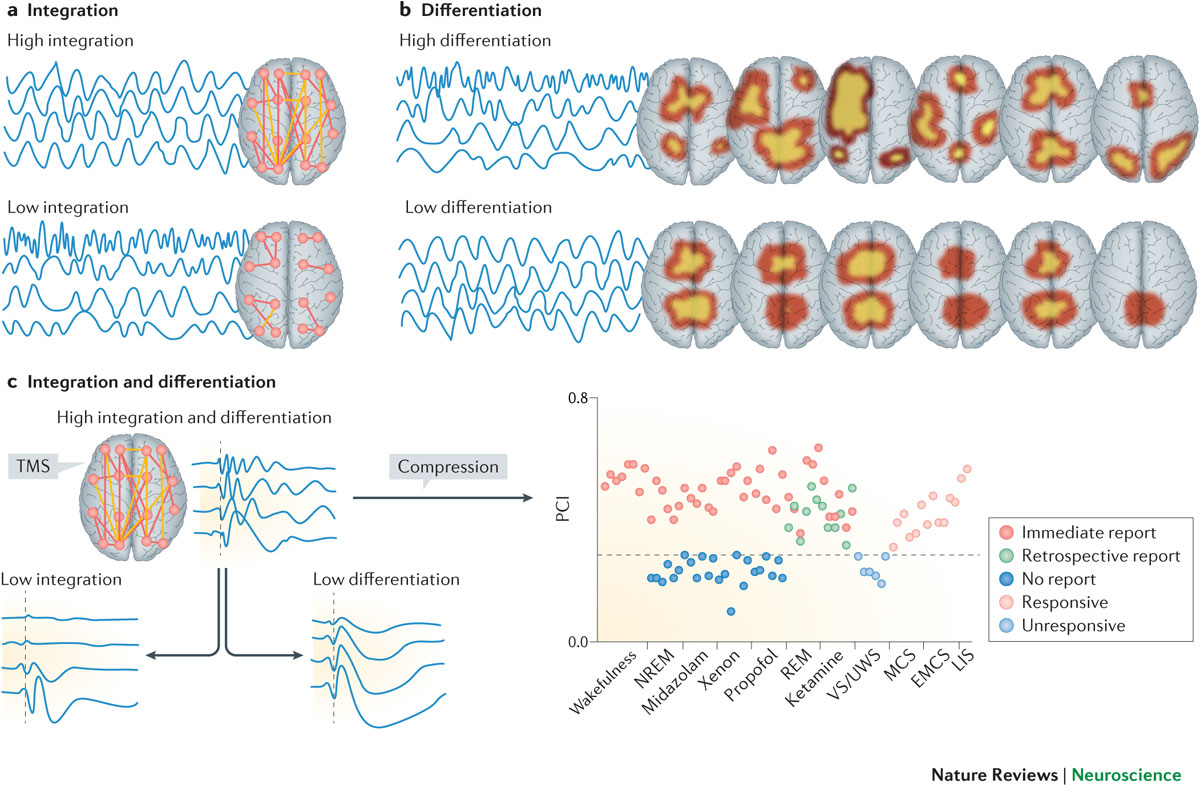 a Integration
High integration
Low integration
b Differentiation
High differentiation
Low differentiation
c Integration and differentiation
High integration and differentiation
TMS
Compression
Low integration
Low differentiation
0.8
PCI
0.0
Wakefulness
NREM
Midazolam
Xenon
Propofol
REM
Ketamine
VS/UWS
MCS
EMCS
LIS
Immediate report
Retrospective report
No report
Responsive
Unresponsive
Nature Reviews | Neuroscience